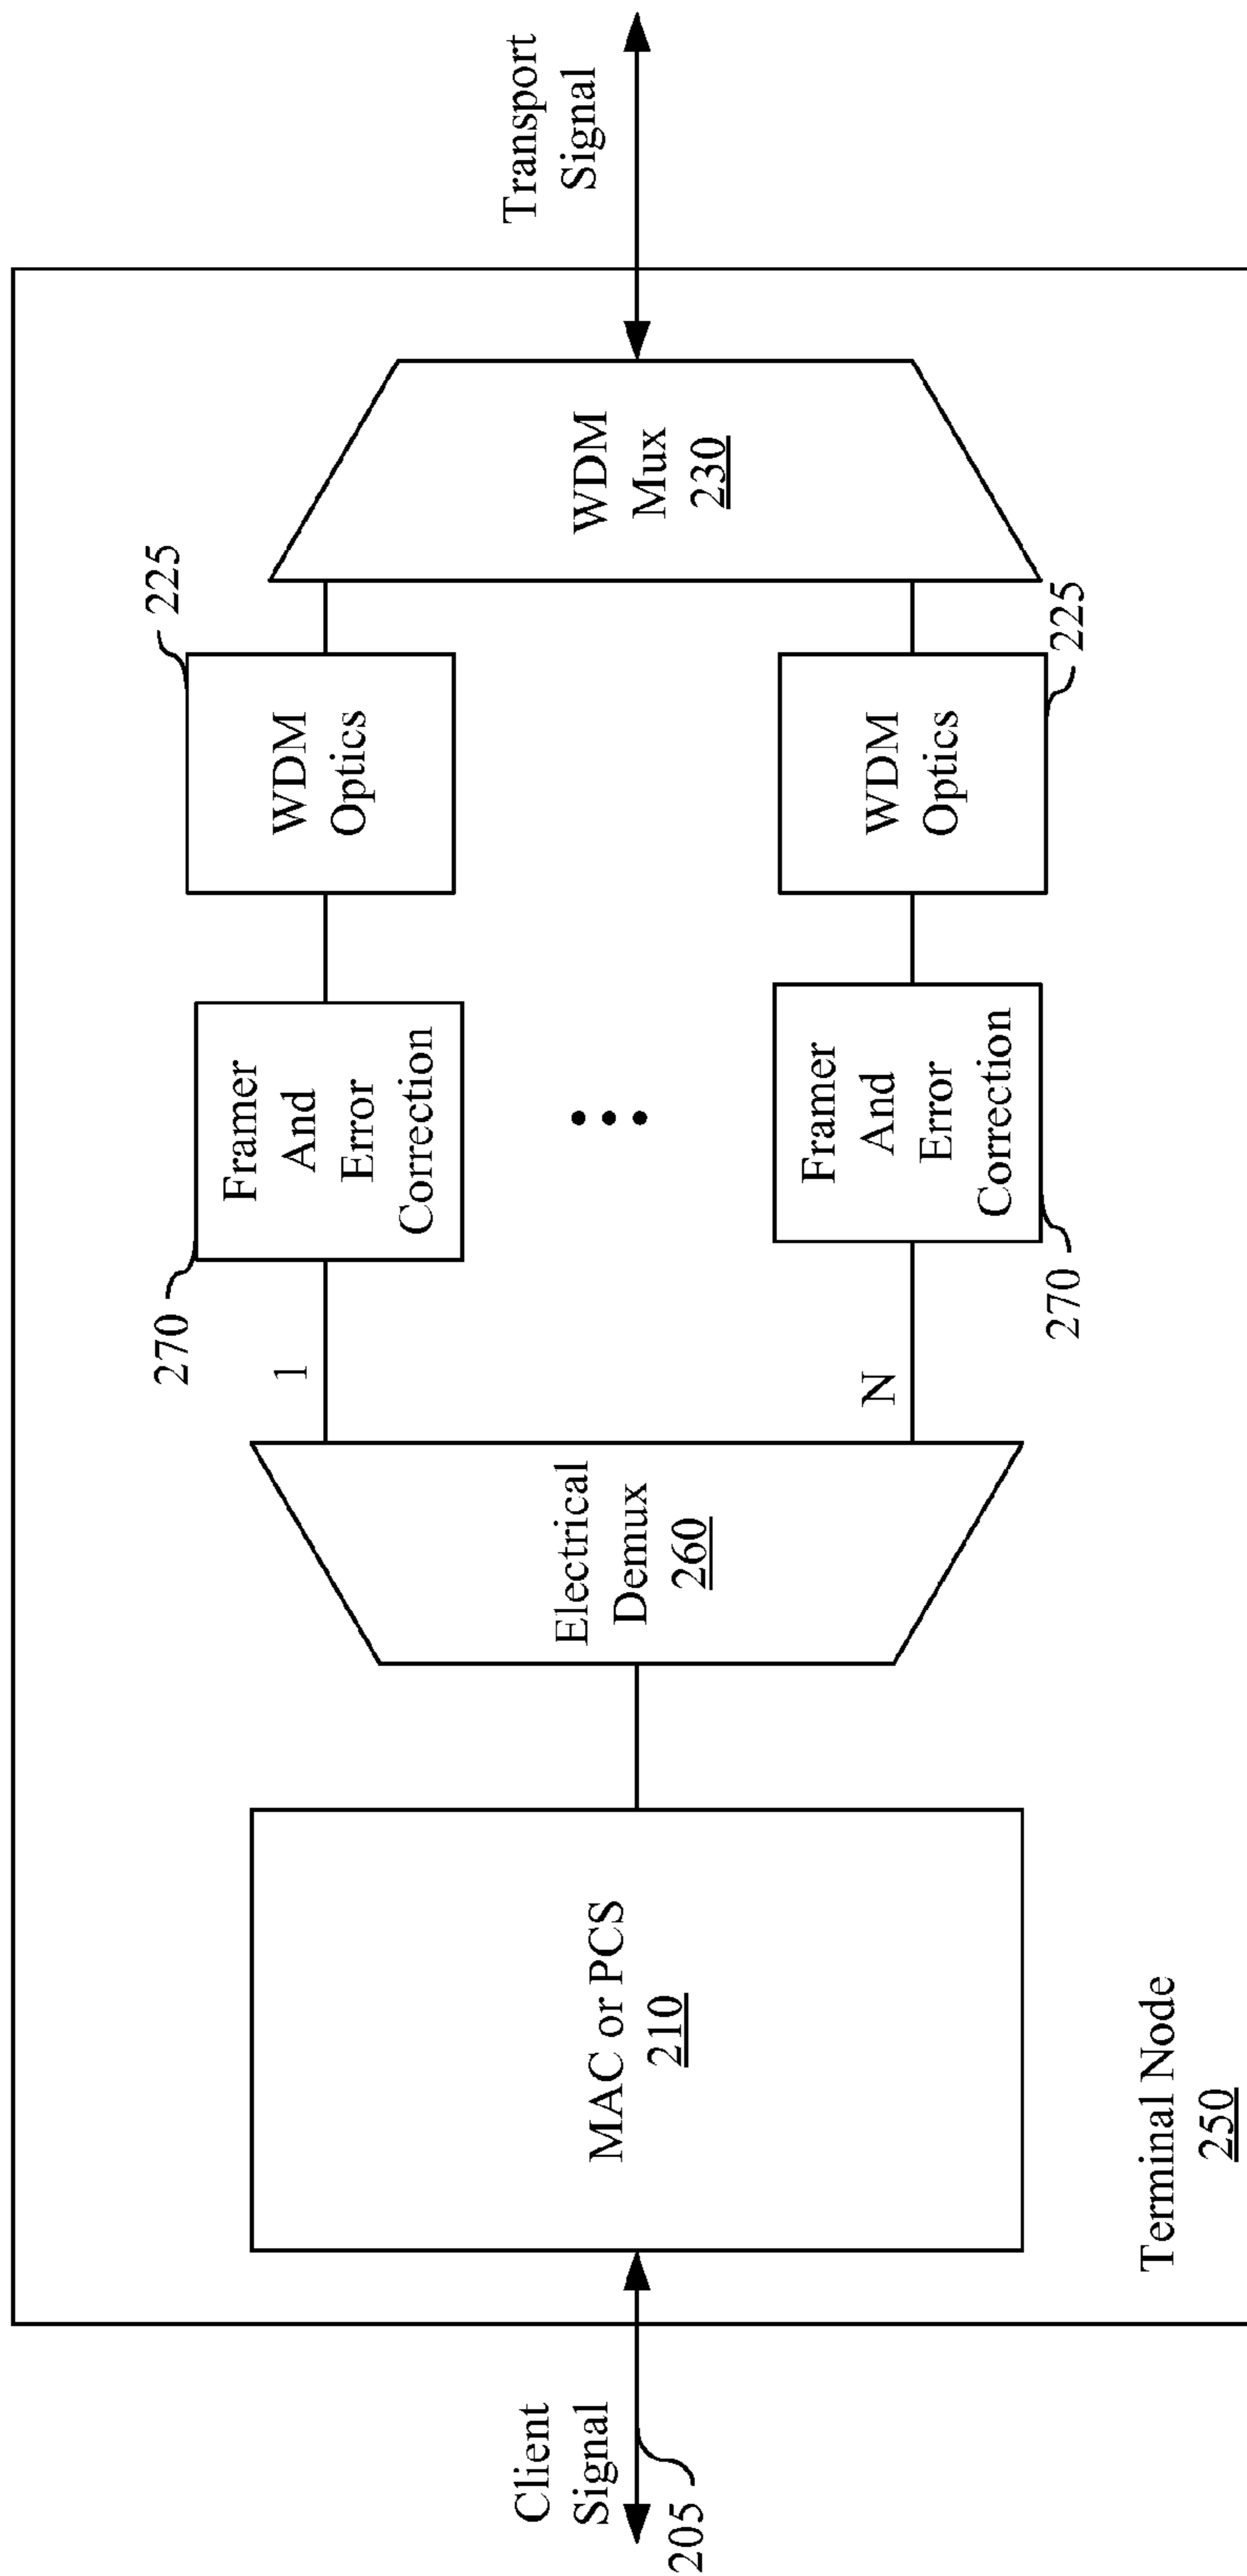 Client
Signal
205
MAC or PCS
210
Terminal Node
250
Electrical
Demux
260
1
N
270
Framer
And
Error
Correction
Framer
And
Error
Correction
270
225
WDM
Optics
WDM
Optics
225
WDM
Mux
230
Transport
Signal